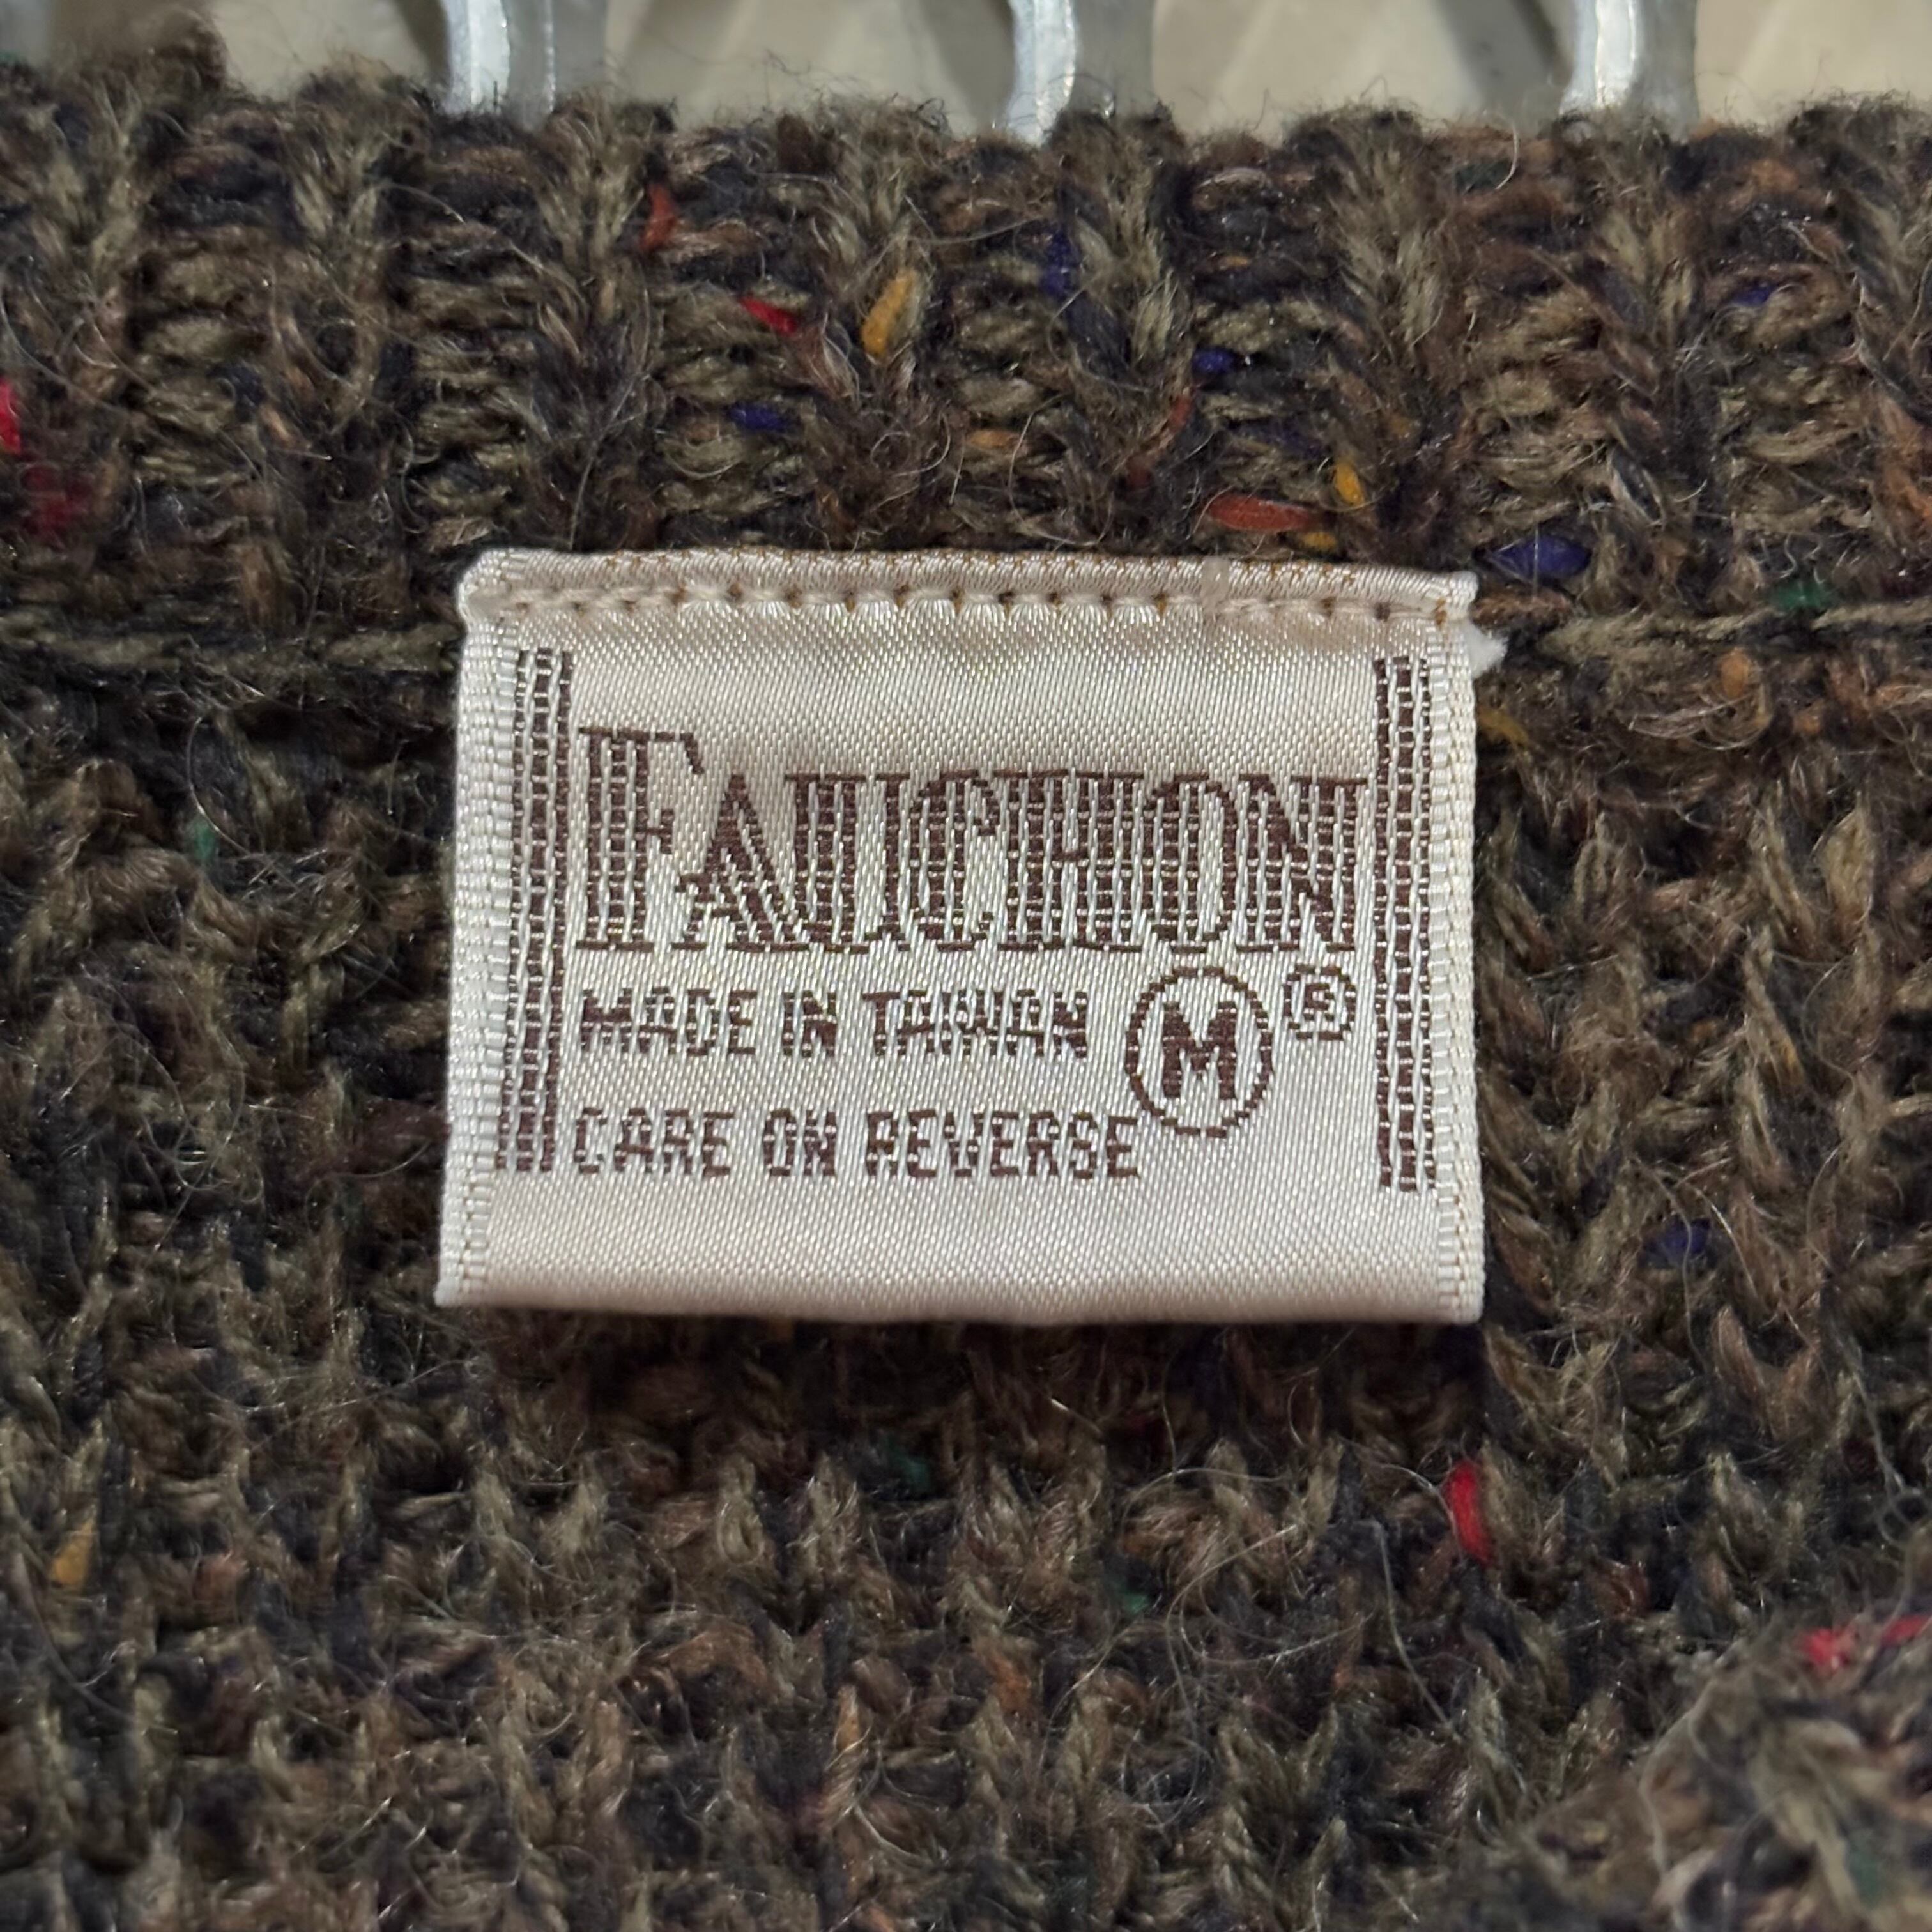 FAUCHON
MADE IN TAIWAN M ®
CARE ON REVERSE